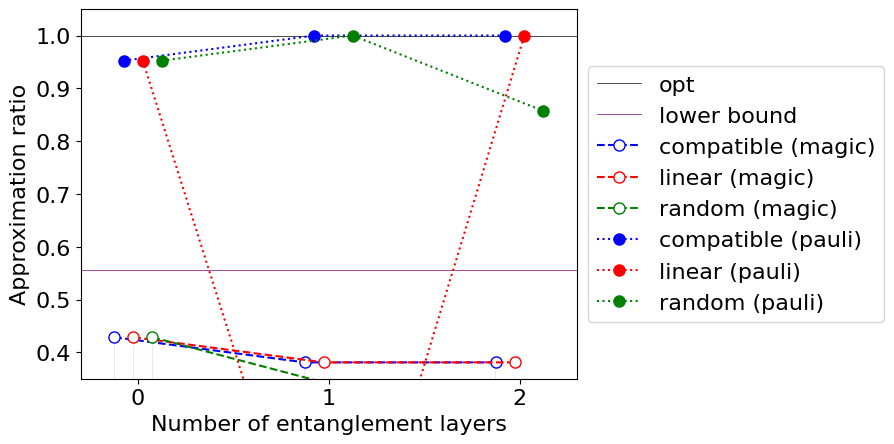 1.0
0.9
0.8
0.7
0.6
0.5
0.4
Approximation ratio
0
1
2
Number of entanglement layers
opt
lower bound
compatible (magic)
linear (magic)
random (magic)
compatible (pauli)
linear (pauli)
random (pauli)